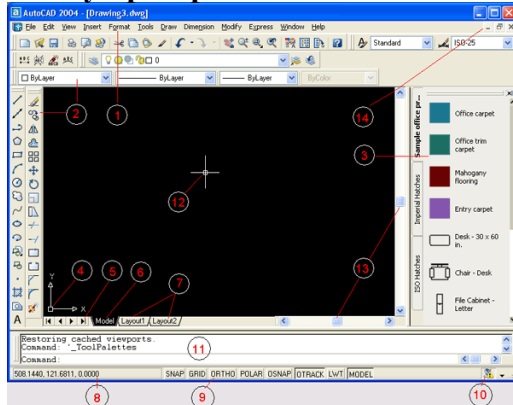 AutoCAD 2004 - [Drawing3.dwg]
File Edit View Insert Format Tools Draw Dimension Modify Express Window Help
Standard ISO-25
0
ByLayer ByLayer ByLayer ByColor
2 1 14
Sample office pr...
Imperial Hatches
ISO Hatches
Office carpet
Office trim
carpet
Mahogany
flooring
Entry carpet
Desk - 30 x 60
in.
Chair - Desk
File Cabinet -
Letter
3
12
4 5 6 7 13
Y
X
Model Layout1 Layout2
Restoring cached viewports.
Command: '_ToolPalettes
Command:
11
508.1440, 121.6811, 0.0000 SNAP GRID ORTHO POLAR OSNAP OTRACK LWT MODEL
8 9 10